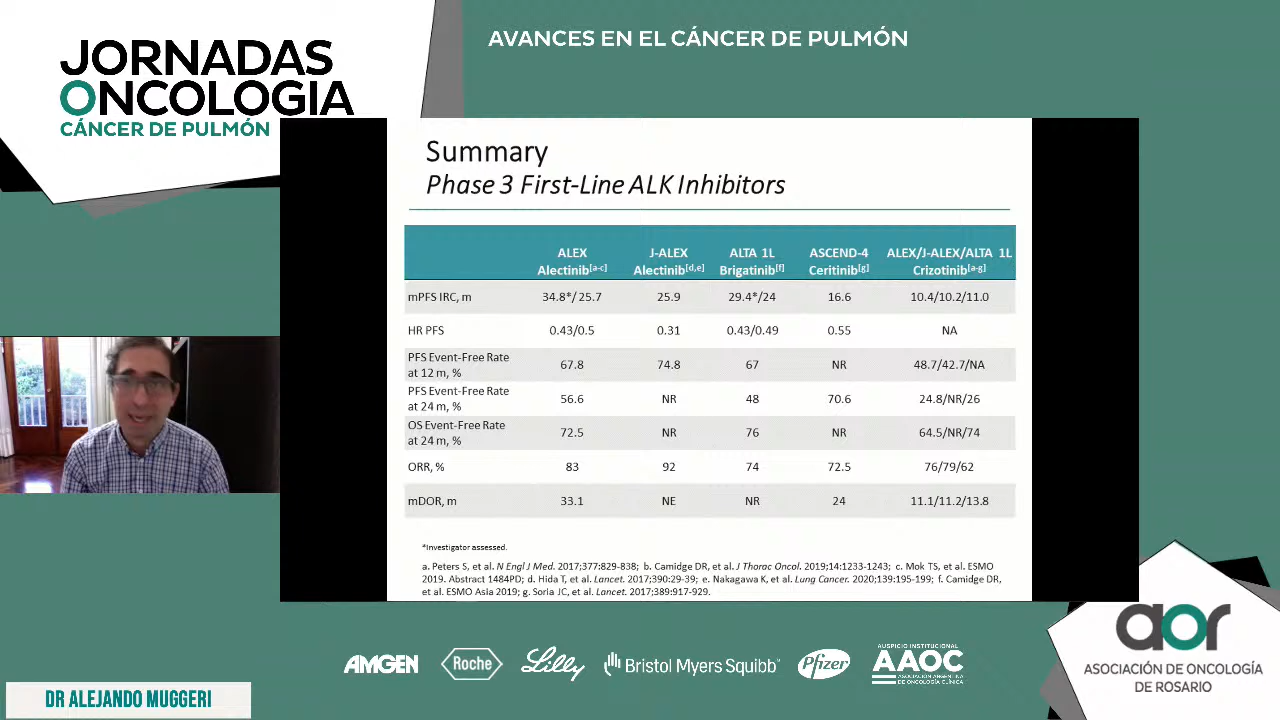 JORNADAS
ONCOLOGIA
CÁNCER DE PULMÓN
AVANCES EN EL CÁNCER DE PULMÓN
Summary
Phase 3 First-Line ALK Inhibitors
ALEX Alectinib[a-c] J-ALEX Alectinib[d,e] ALTA 1L Brigatinib[f] ASCEND-4 Ceritinib[g] ALEX/J-ALEX/ALTA 1L Crizotinib[a-g]
mPFS IRC, m 34.8*/25.7 25.9 29.4*/24 16.6 10.4/10.2/11.0
HR PFS 0.43/0.5 0.31 0.43/0.49 0.55 NA
PFS Event-Free Rate at 12 m, % 67.8 74.8 67 NR 48.7/42.7/NA
PFS Event-Free Rate at 24 m, % 56.6 NR 48 70.6 24.8/NR/26
OS Event-Free Rate at 24 m, % 72.5 NR 76 NR 64.5/NR/74
ORR, % 83 92 74 72.5 76/79/62
mDOR, m 33.1 NE NR 24 11.1/11.2/13.8
*Investigator assessed.
a. Peters S, et al. N Engl J Med. 2017;377:829-838; b. Camidge DR, et al. J Thorac Oncol. 2019;14:1233-1243; c. Mok TS, et al. ESMO
2019. Abstract 1484PD; d. Hida T, et al. Lancet. 2017;390:29-39; e. Nakagawa K, et al. Lung Cancer. 2020;139:195-199; f. Camidge DR,
et al. ESMO Asia 2019; g. Soria JC, et al. Lancet. 2017;389:917-929.
AMGEN
Roche
Lilly
Bristol Myers Squibb™
Pfizer
AUSPICIO INSTITUCIONAL
AAOC
ASOCIACIÓN ARGENTINA
DE ONCOLOGÍA CLÍNICA
aor
ASOCIACIÓN DE ONCOLOGÍA
DE ROSARIO
DR ALEJANDO MUGGERI